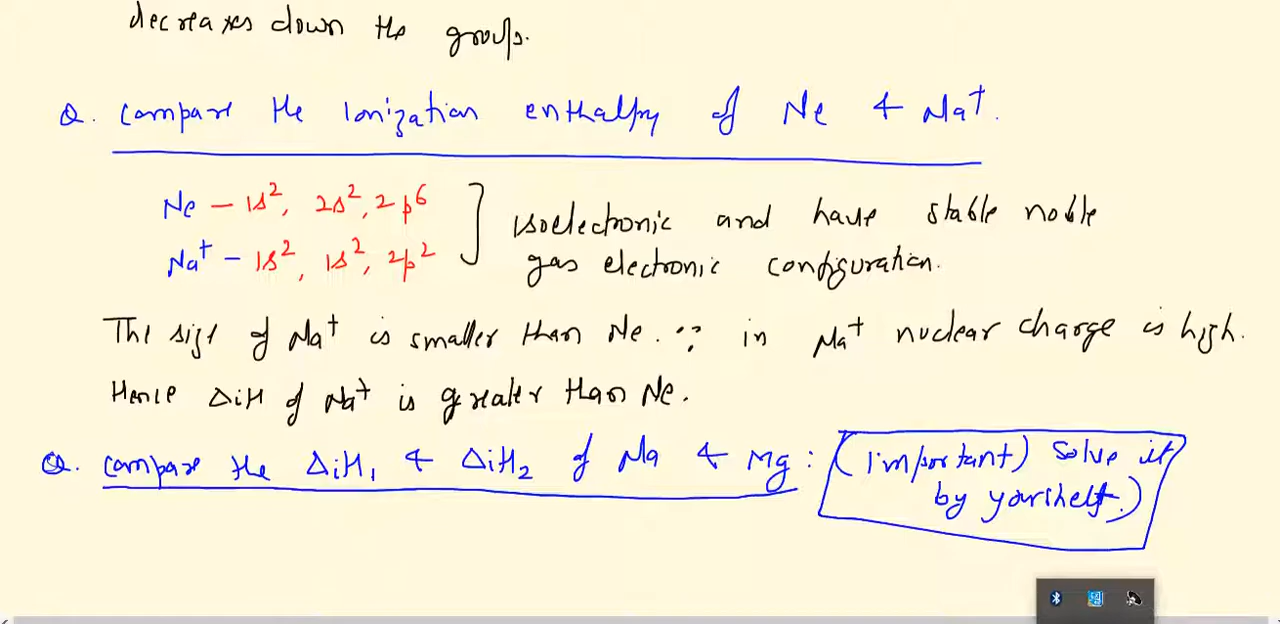 decreases down the groups.
Q. Compare the Ionization enthalpy of Ne & Na⁺.
Ne – 1s², 2s², 2p⁶
Na⁺ – 1s², 1s², 2p²
isoelectronic and have stable noble
gas electronic configuration.
The size of Na⁺ is smaller than Ne. ∵ in Na⁺ nuclear charge is high.
Hence ΔiH of Na⁺ is greater than Ne.
Q. Compare the ΔiH₁ & ΔiH₂ of Na & Mg : (Important) Solve it
by yourshelf.)